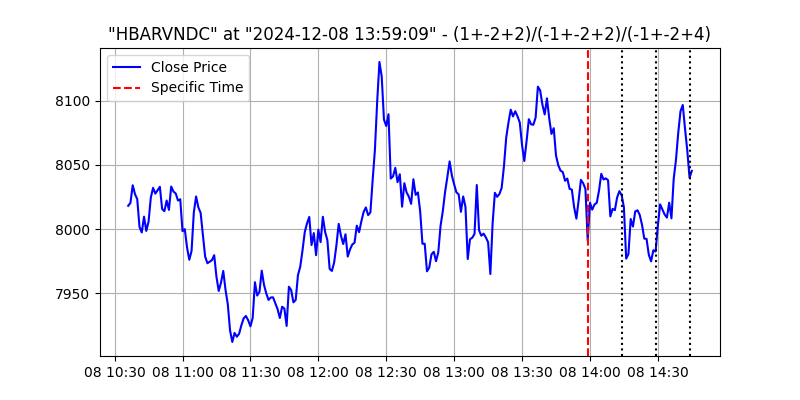 "HBARVNDC" at "2024-12-08 13:59:09" - (1+-2+2)/(-1+-2+2)/(-1+-2+4)
Close Price
Specific Time
8100
8050
8000
7950
08 10:30 08 11:00 08 11:30 08 12:00 08 12:30 08 13:00 08 13:30 08 14:00 08 14:30